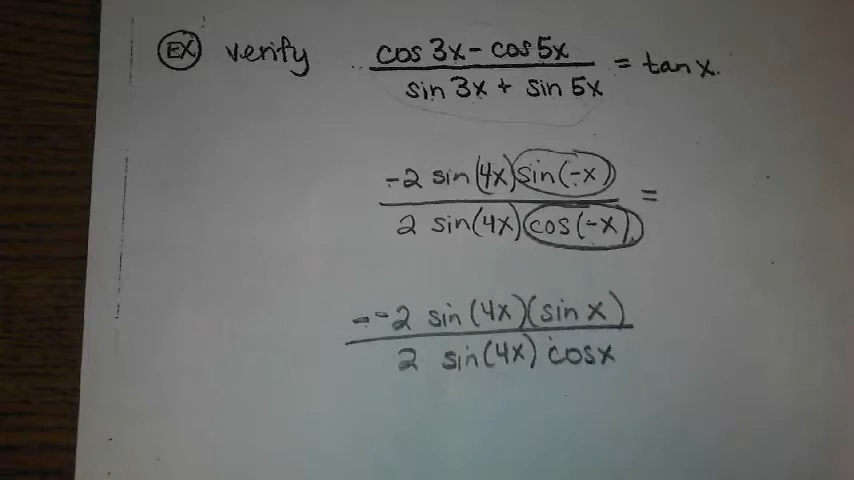 EX verify cos 3x - cos 5x / sin 3x + sin 5x = tan x.
-2 sin(4x) sin(-x) / 2 sin(4x) cos(-x) =
--2 sin(4x)(sin x) / 2 sin(4x) cos x